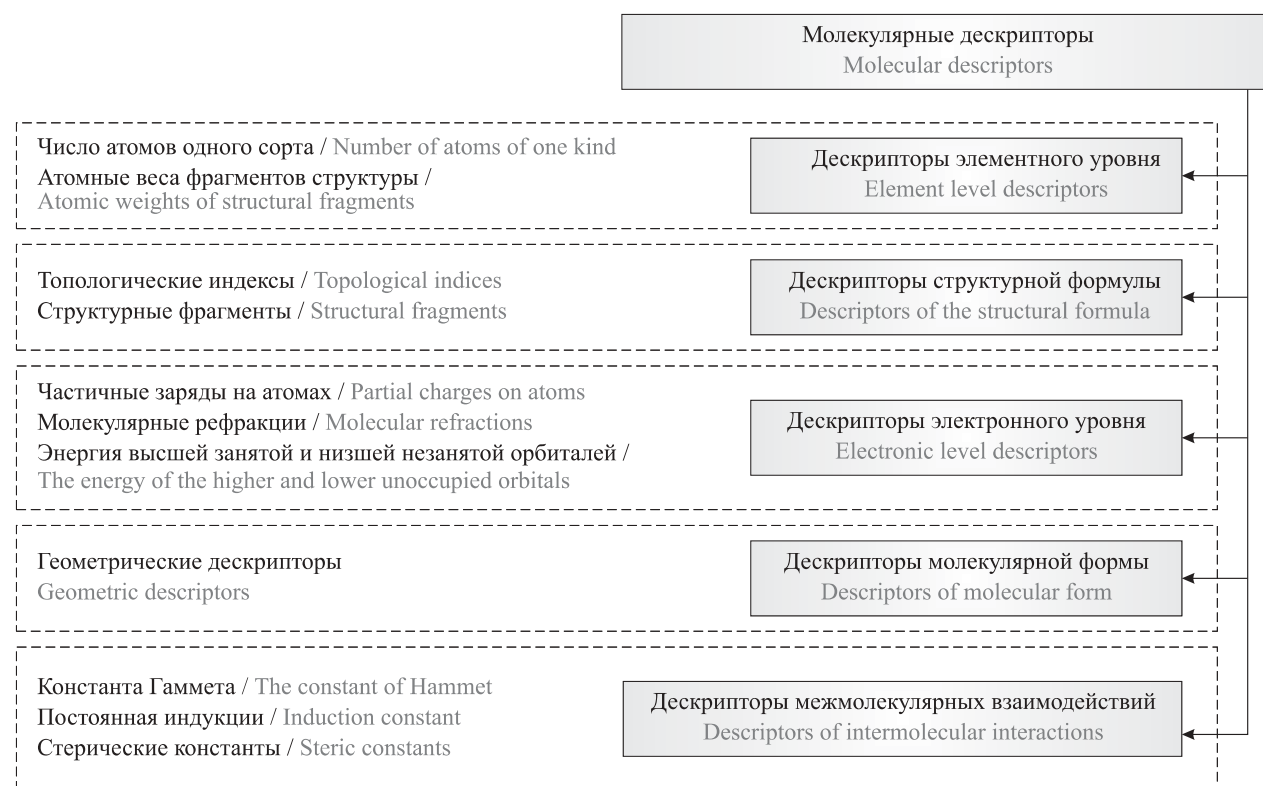 Молекулярные дескрипторы
Molecular descriptors
Число атомов одного сорта / Number of atoms of one kind
Атомные веса фрагментов структуры /
Atomic weights of structural fragments
Дескрипторы элементного уровня
Element level descriptors
Топологические индексы / Topological indices
Структурные фрагменты / Structural fragments
Дескрипторы структурной формулы
Descriptors of the structural formula
Частичные заряды на атомах / Partial charges on atoms
Молекулярные рефракции / Molecular refractions
Энергия высшей занятой и низшей незанятой орбиталей /
The energy of the higher and lower unoccupied orbitals
Дескрипторы электронного уровня
Electronic level descriptors
Геометрические дескрипторы
Geometric descriptors
Дескрипторы молекулярной формы
Descriptors of molecular form
Константа Гаммета / The constant of Hammet
Постоянная индукции / Induction constant
Стерические константы / Steric constants
Дескрипторы межмолекулярных взаимодействий
Descriptors of intermolecular interactions